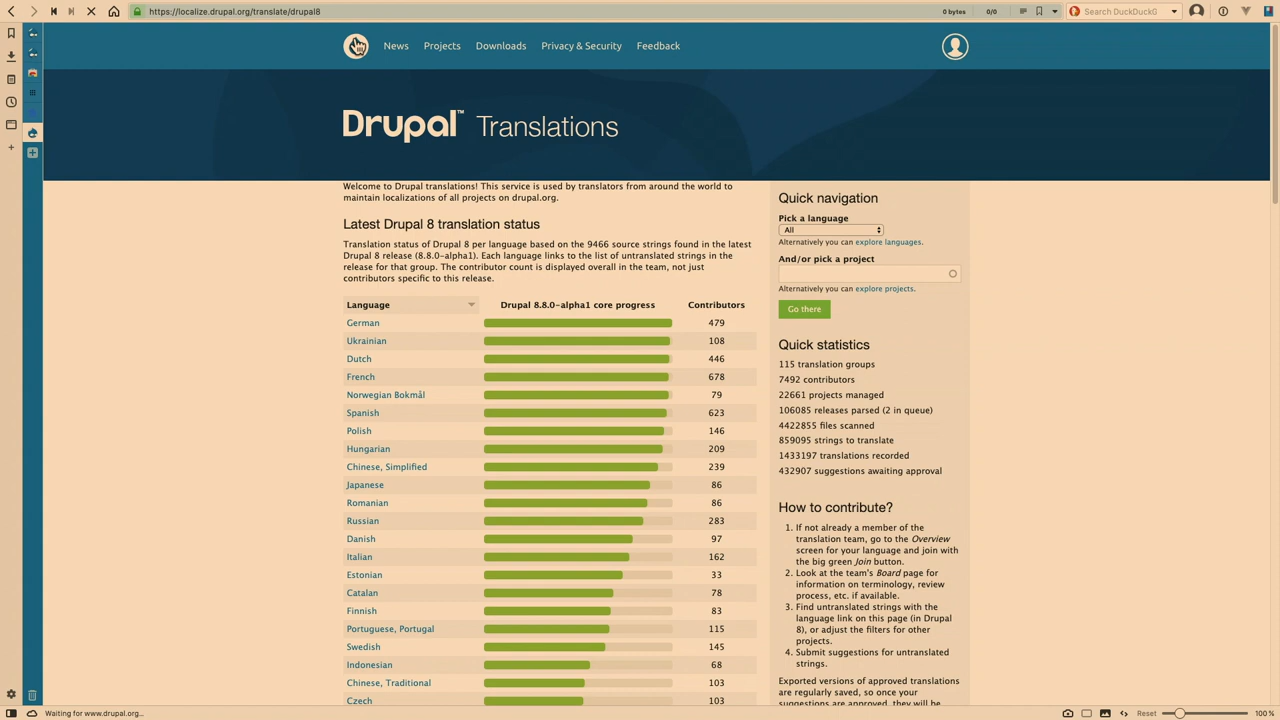 https://localize.drupal.org/translate/drupal8
0 bytes
0/0
Search DuckDuckG
News
Projects
Downloads
Privacy & Security
Feedback
Drupal™ Translations
Welcome to Drupal translations! This service is used by translators from around the world to
maintain localizations of all projects on drupal.org.
Latest Drupal 8 translation status
Translation status of Drupal 8 per language based on the 9466 source strings found in the latest
Drupal 8 release (8.8.0-alpha1). Each language links to the list of untranslated strings in the
release for that group. The contributor count is displayed overall in the team, not just
contributors specific to this release.
Language Drupal 8.8.0-alpha1 core progress Contributors
German 479
Ukrainian 108
Dutch 446
French 678
Norwegian Bokmål 79
Spanish 623
Polish 146
Hungarian 209
Chinese, Simplified 239
Japanese 86
Romanian 86
Russian 283
Danish 97
Italian 162
Estonian 33
Catalan 78
Finnish 83
Portuguese, Portugal 115
Swedish 145
Indonesian 68
Chinese, Traditional 103
Czech 103
Quick navigation
Pick a language
All
Alternatively you can explore languages.
And/or pick a project
Alternatively you can explore projects.
Go there
Quick statistics
115 translation groups
7492 contributors
22661 projects managed
106085 releases parsed (2 in queue)
4422855 files scanned
859095 strings to translate
1433197 translations recorded
432907 suggestions awaiting approval
How to contribute?
1. If not already a member of the
translation team, go to the Overview
screen for your language and join with
the big green Join button.
2. Look at the team's Board page for
information on terminology, review
process, etc. if available.
3. Find untranslated strings with the
language link on this page (in Drupal
8), or adjust the filters for other
projects.
4. Submit suggestions for untranslated
strings.
Exported versions of approved translations
are regularly saved, so once your
suggestions are approved, they will be
Waiting for www.drupal.org...
Reset
100 %